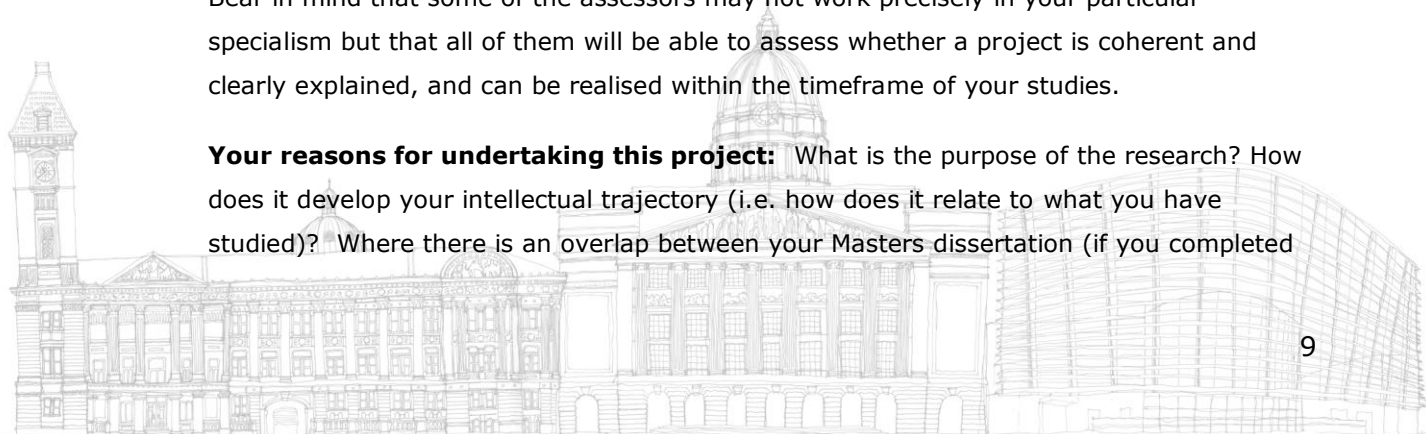 Bear in mind that some of the assessors may not work precisely in your particular
specialism but that all of them will be able to assess whether a project is coherent and
clearly explained, and can be realised within the timeframe of your studies.
Your reasons for undertaking this project: What is the purpose of the research? How
does it develop your intellectual trajectory (i.e. how does it relate to what you have
studied)? Where there is an overlap between your Masters dissertation (if you completed
9